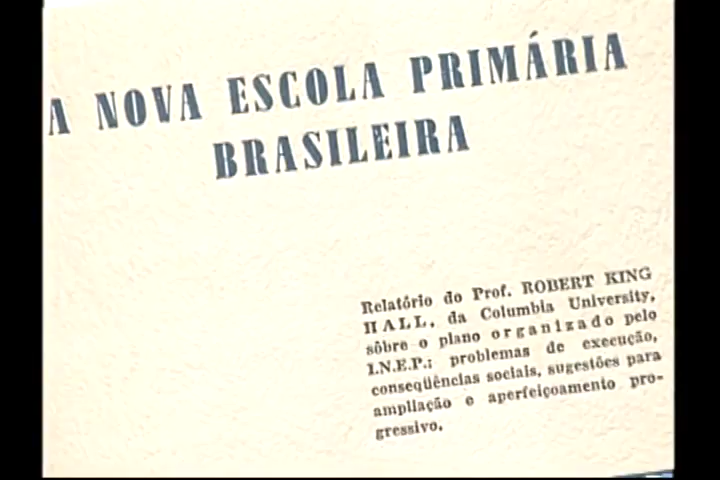 A NOVA ESCOLA PRIMÁRIA
BRASILEIRA
Relatório do Prof. ROBERT KING
HALL, da Columbia University,
sôbre o plano organizado pelo
I.N.E.P.: problemas de execução,
conseqüências sociais, sugestões para
ampliação e aperfeiçoamento pro-
gressivo.